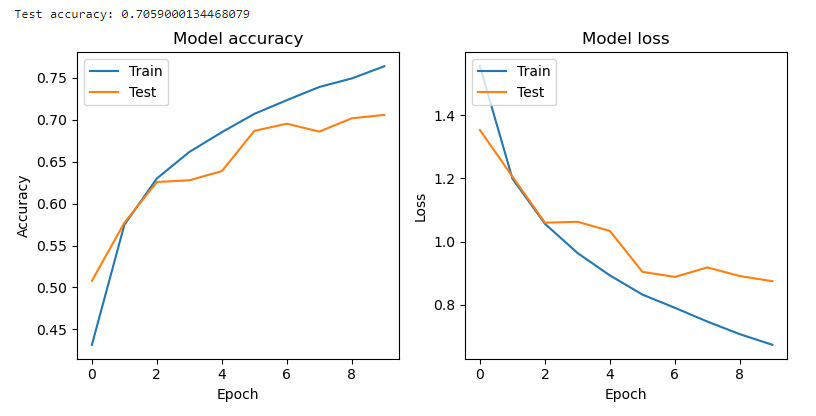 Test accuracy: 0.7059000134468079
Model accuracy
Train
Test
0.75
0.70
0.65
0.60
0.55
0.50
0.45
Accuracy
0
2
4
6
8
Epoch
Model loss
Train
Test
1.4
1.2
1.0
0.8
Loss
0
2
4
6
8
Epoch